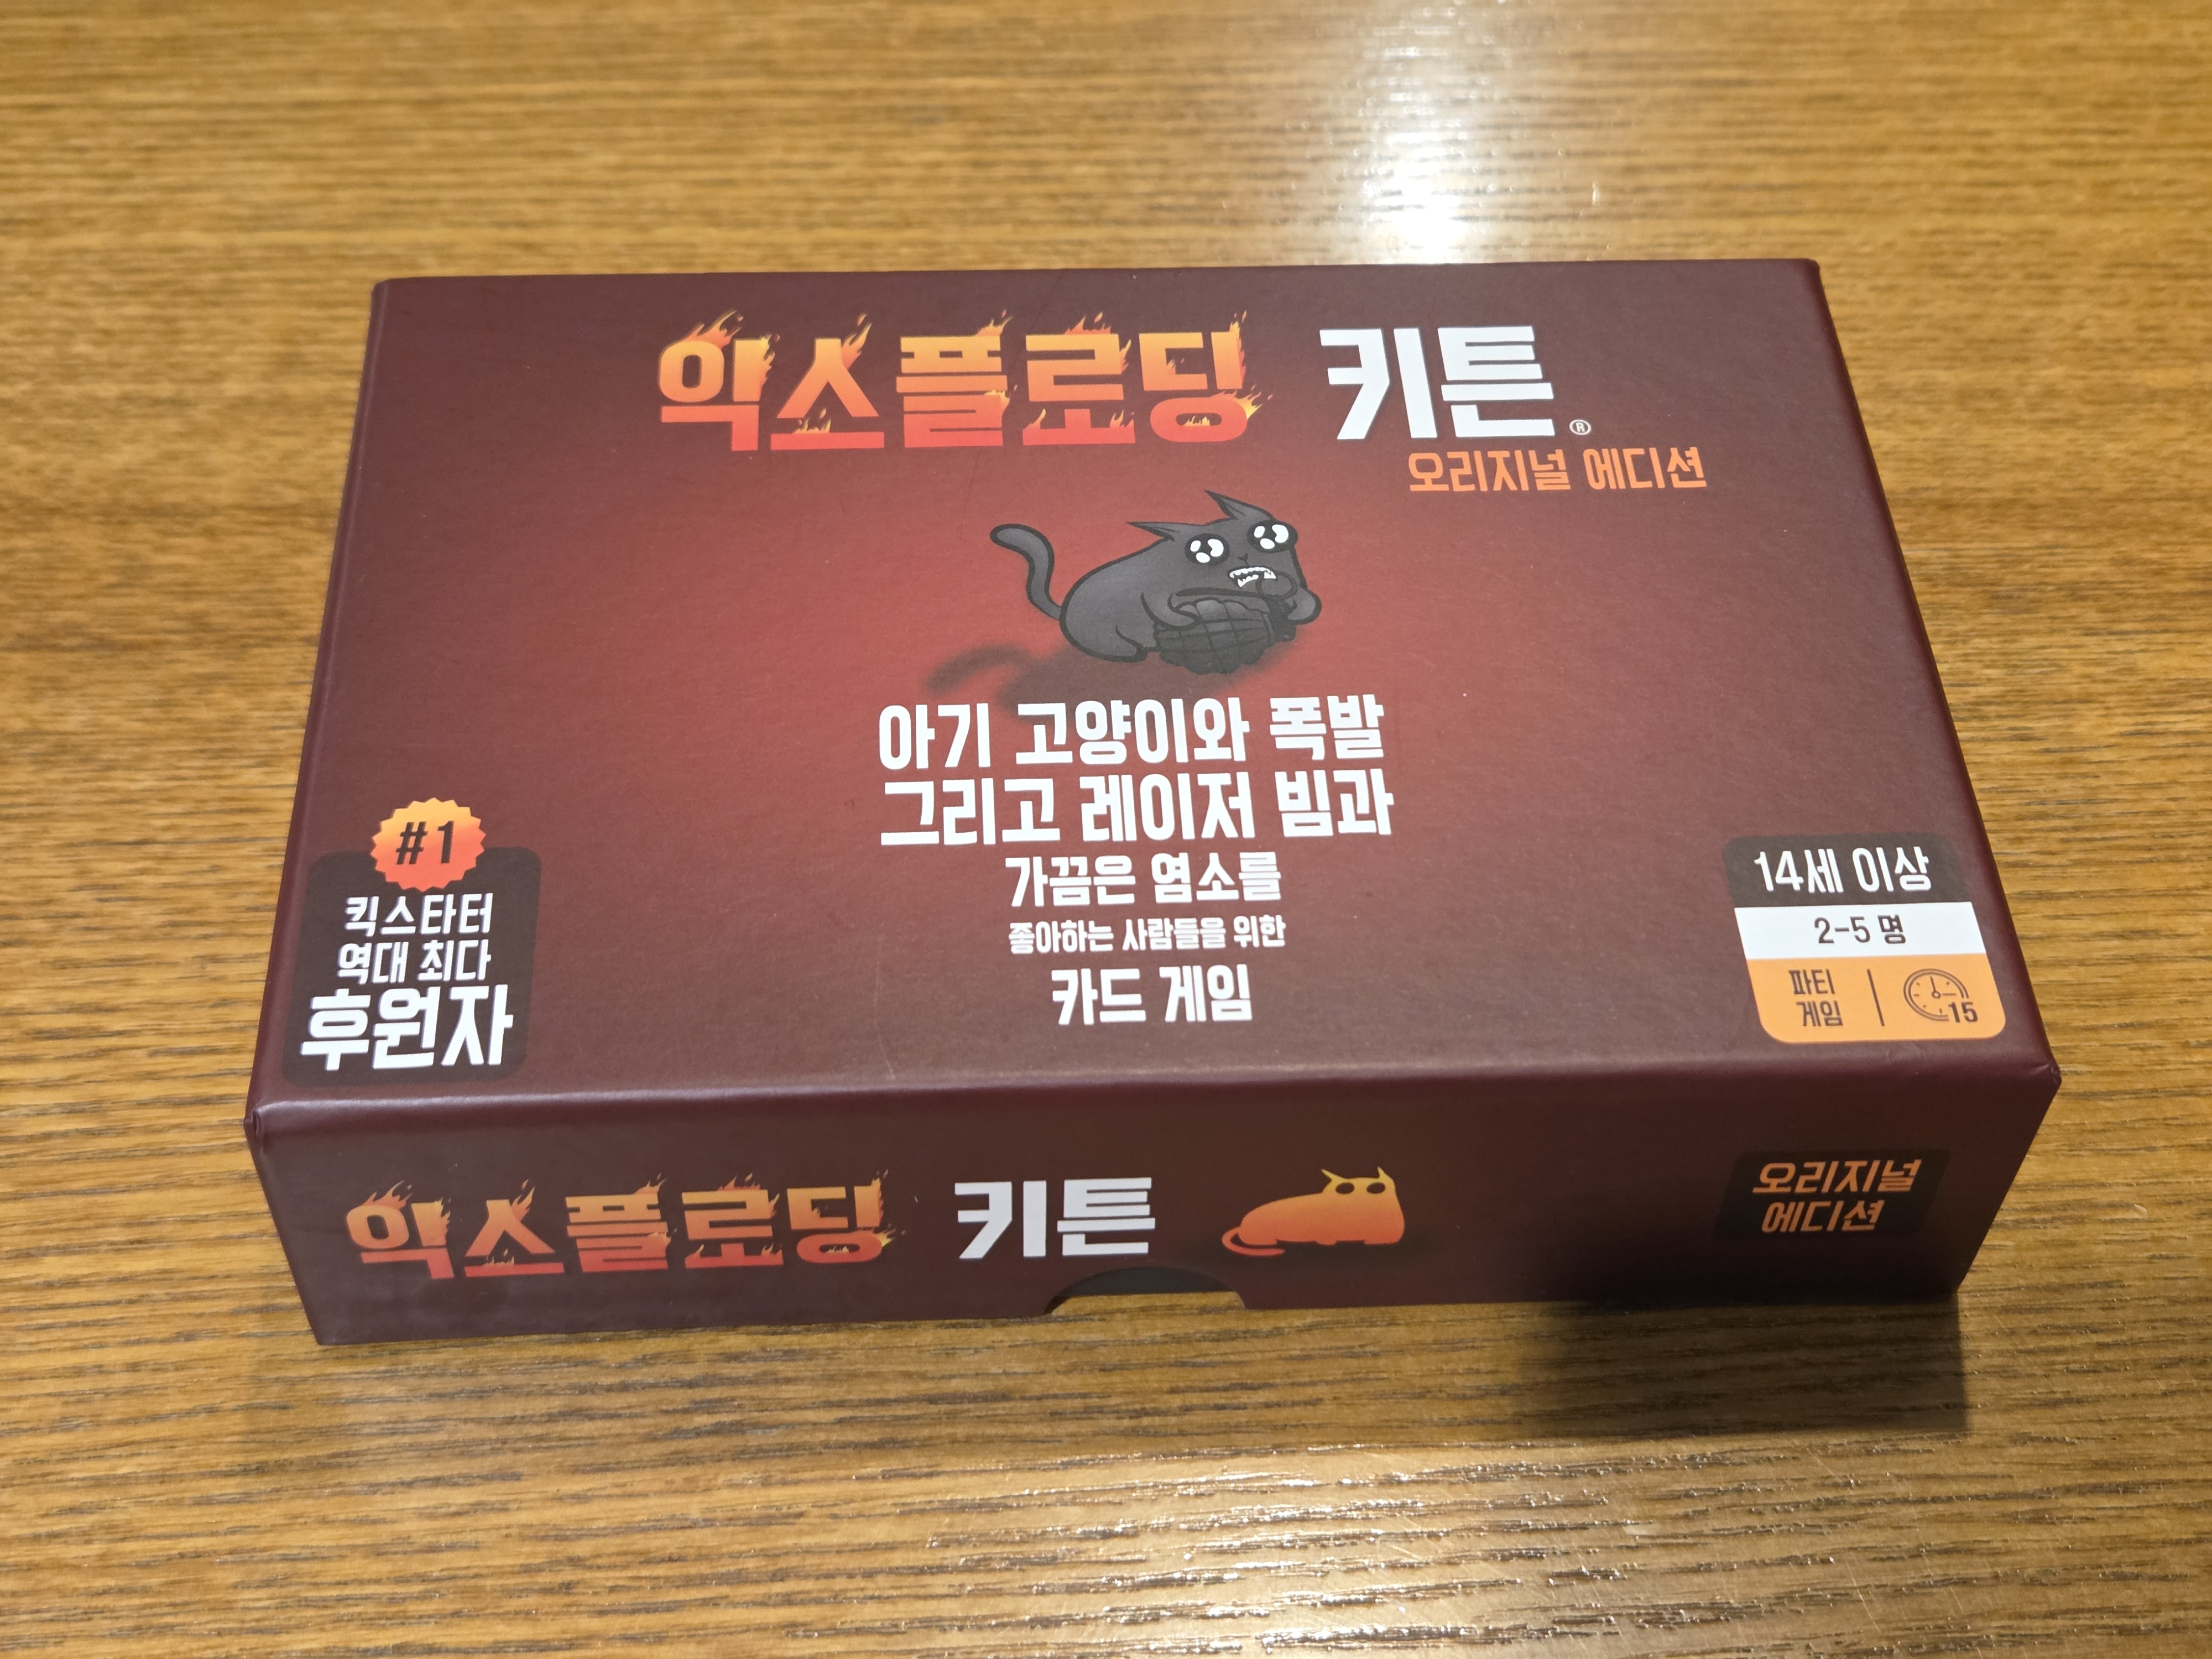 익스플로딩 키튼®
오리지널 에디션
아기 고양이와 폭발
그리고 레이저 빔과
가끔은 염소를
좋아하는 사람들을 위한
카드 게임
#1
킥스타터
역대 최다
후원자
14세 이상
2-5 명
파티
게임
15
익스플로딩 키튼
오리지널
에디션